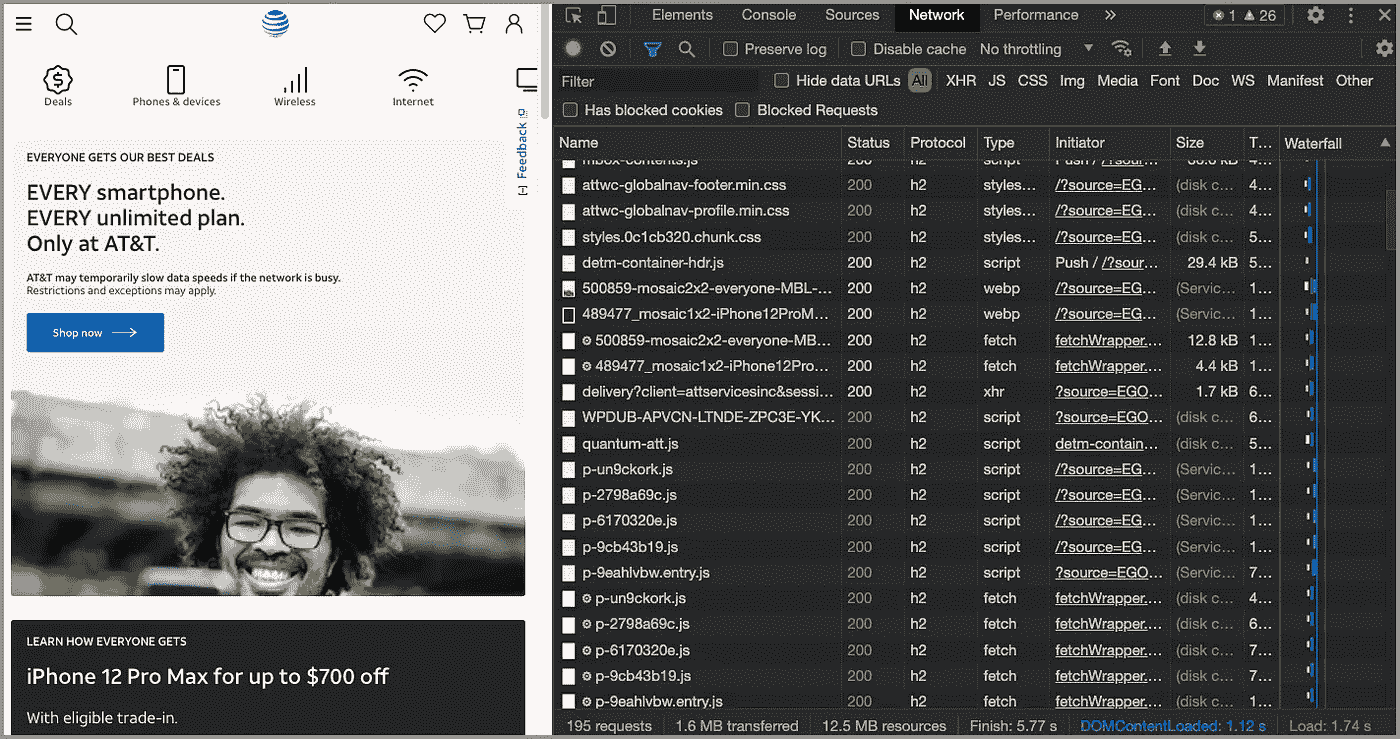 Deals
Phones & devices
Wireless
Internet
Feedback
EVERYONE GETS OUR BEST DEALS
EVERY smartphone.
EVERY unlimited plan.
Only at AT&T.
AT&T may temporarily slow data speeds if the network is busy.
Restrictions and exceptions may apply.
Shop now
LEARN HOW EVERYONE GETS
iPhone 12 Pro Max for up to $700 off
With eligible trade-in.
Elements Console Sources Network Performance 1 26
Preserve log Disable cache No throttling
Filter Hide data URLs All XHR JS CSS Img Media Font Doc WS Manifest Other
Has blocked cookies Blocked Requests
Name Status Protocol Type Initiator Size T... Waterfall
mbox-contents.js 200 h2 script Push / /?sour...
attwc-globalnav-footer.min.css 200 h2 styles... /?source=EG... (disk c... 4...
attwc-globalnav-profile.min.css 200 h2 styles... /?source=EG... (disk c... 4...
styles.0c1cb320.chunk.css 200 h2 styles... /?source=EG... (disk c... 5...
detm-container-hdr.js 200 h2 script Push / /?sour... 29.4 kB 5...
500859-mosaic2x2-everyone-MBL-... 200 h2 webp /?source=EG... (Servic... 1...
489477_mosaic1x2-iPhone12ProM... 200 h2 webp /?source=EG... (Servic... 1...
500859-mosaic2x2-everyone-MB... 200 h2 fetch fetchWrapper.... 12.8 kB 1...
489477_mosaic1x2-iPhone12Pro... 200 h2 fetch fetchWrapper.... 4.4 kB 1...
delivery?client=attservicesinc&sessi... 200 h2 xhr ?source=EGO... 1.7 kB 6...
WPDUB-APVCN-LTNDE-ZPC3E-YK... 200 h2 script ?source=EGO... (disk c... 6...
quantum-att.js 200 h2 script detm-contain... (disk c... 5...
p-un9ckork.js 200 h2 script /?source=EG... (Servic... 1...
p-2798a69c.js 200 h2 script /?source=EG... (Servic... 1...
p-6170320e.js 200 h2 script /?source=EG... (Servic... 1...
p-9cb43b19.js 200 h2 script /?source=EG... (Servic... 1...
p-9eahlvbw.entry.js 200 h2 script ?source=EGO... (Servic... 7...
p-un9ckork.js 200 h2 fetch fetchWrapper.... (disk c... 4...
p-2798a69c.js 200 h2 fetch fetchWrapper.... (disk c... 6...
p-6170320e.js 200 h2 fetch fetchWrapper.... (disk c... 7...
p-9cb43b19.js 200 h2 fetch fetchWrapper.... (disk c... 7...
p-9eahlvbw.entry.js 200 h2 fetch fetchWrapper.... (disk c... 1...
195 requests 1.6 MB transferred 12.5 MB resources Finish: 5.77 s DOMContentLoaded: 1.12 s Load: 1.74 s